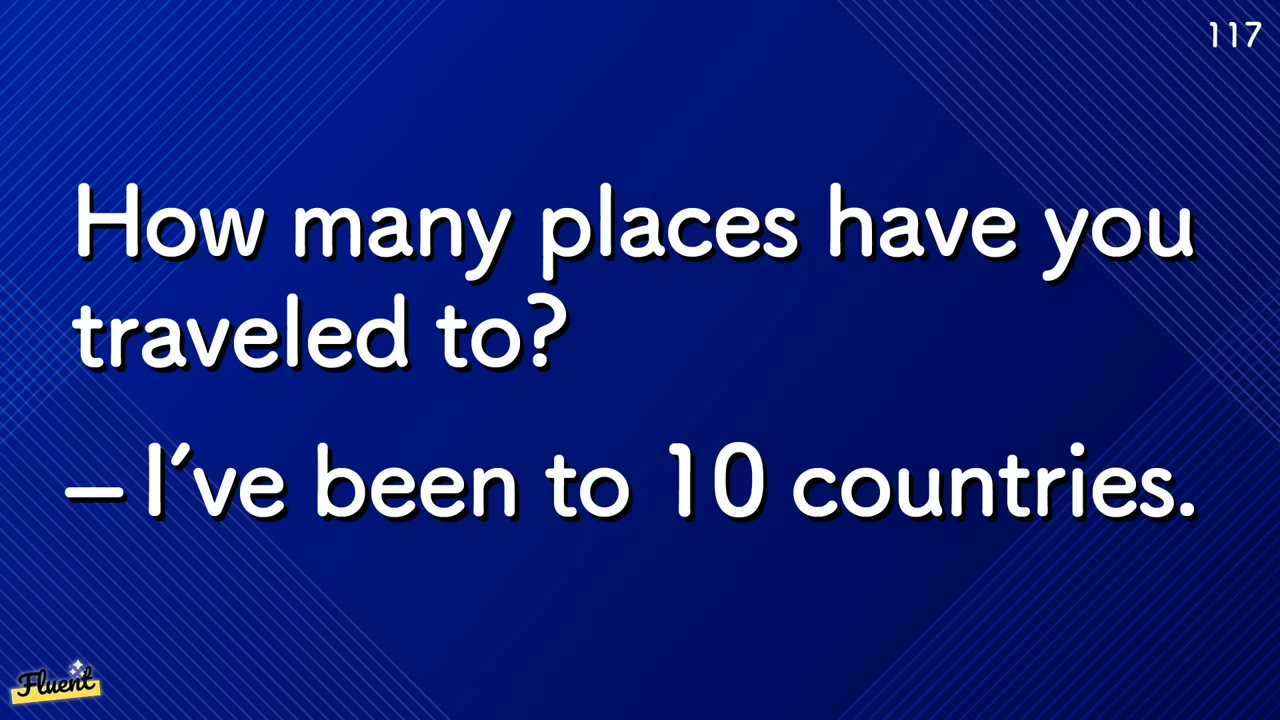 117
How many places have you
traveled to?
– I've been to 10 countries.
Fluent